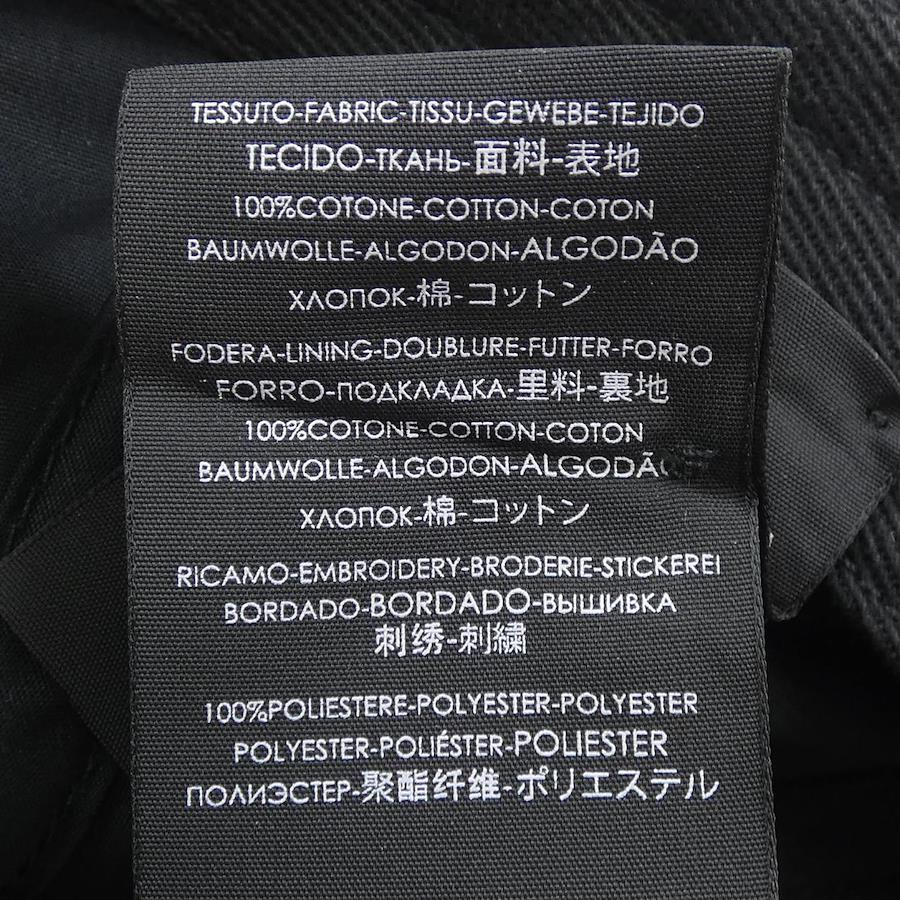 TESSUTO-FABRIC-TISSU-GEWEBE-TEJIDO
TECIDO-ТКАНЬ-面料-表地
100%COTONE-COTTON-COTON
BAUMWOLLE-ALGODON-ALGODÃO
ХЛОПОК-棉-コットン
FODERA-LINING-DOUBLURE-FUTTER-FORRO
FORRO-ПОДКЛАДКА-里料-裏地
100%COTONE-COTTON-COTON
BAUMWOLLE-ALGODON-ALGODÃO
ХЛОПОК-棉-コットン
RICAMO-EMBROIDERY-BRODERIE-STICKEREI
BORDADO-BORDADO-ВЫШИВКА
刺绣-刺繍
100%POLIESTERE-POLYESTER-POLYESTER
POLYESTER-POLIÉSTER-POLIESTER
ПОЛИЭСТЕР-聚酯纤维-ポリエステル